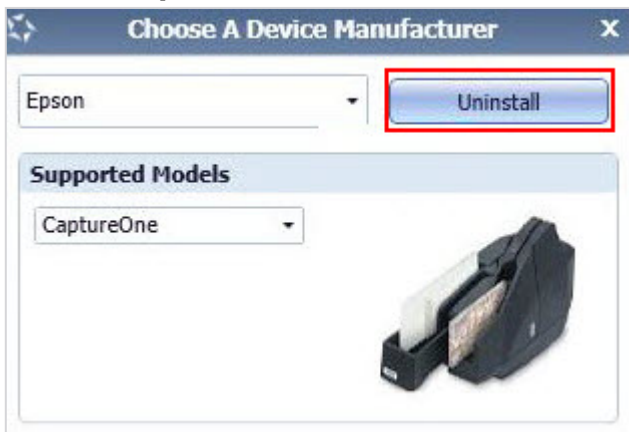 Choose A Device Manufacturer X
Epson Uninstall
Supported Models
CaptureOne